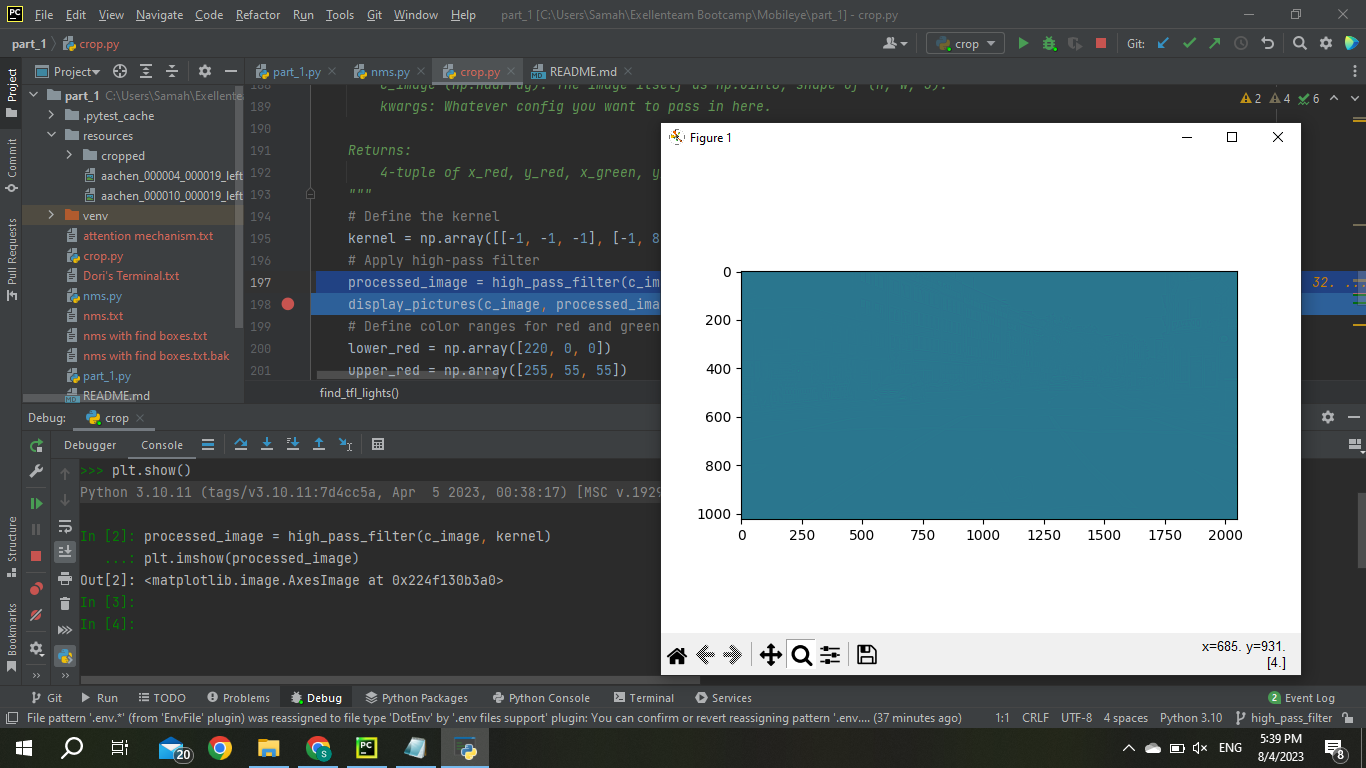 File Edit View Navigate Code Refactor Run Tools Git Window Help part_1 [C:\Users\Samah\Exellenteam Bootcamp\Mobileye\part_1] - crop.py
part_1 crop.py
crop
Git:
Project
part_1.py
nms.py
crop.py
README.md
part_1 C:\Users\Samah\Exellente
.pytest_cache
resources
cropped
aachen_000004_000019_left
aachen_000010_000019_left
venv
attention mechanism.txt
crop.py
Dori's Terminal.txt
nms.py
nms.txt
nms with find boxes.txt
nms with find boxes.txt.bak
part_1.py
README.md
188 c_image (np.ndarray): The image itself as np.uint8, shape of (H, W, 3).
189 kwargs: Whatever config you want to pass in here.
190
191 Returns:
192 4-tuple of x_red, y_red, x_green, y
193 """
194 # Define the kernel
195 kernel = np.array([[-1, -1, -1], [-1, 8
196 # Apply high-pass filter
197 processed_image = high_pass_filter(c_im 32. ...
198 display_pictures(c_image, processed_ima
199 # Define color ranges for red and green
200 lower_red = np.array([220, 0, 0])
201 upper_red = np.array([255, 55, 55])
find_tfl_lights()
2 4 6
Project
Commit
Pull Requests
Structure
Bookmarks
Figure 1
0
200
400
600
800
1000
0 250 500 750 1000 1250 1500 1750 2000
x=685. y=931.
[4.]
Debug: crop
Debugger Console
>>> plt.show()
Python 3.10.11 (tags/v3.10.11:7d4cc5a, Apr  5 2023, 00:38:17) [MSC v.1929
In [2]: processed_image = high_pass_filter(c_image, kernel)
...: plt.imshow(processed_image)
Out[2]: <matplotlib.image.AxesImage at 0x224f130b3a0>
In [3]:
In [4]:
Git Run TODO Problems Debug Python Packages Python Console Terminal Services 2 Event Log
File pattern '.env.*' (from 'EnvFile' plugin) was reassigned to file type 'DotEnv' by '.env files support' plugin: You can confirm or revert reassigning pattern '.env.... (37 minutes ago) 1:1 CRLF UTF-8 4 spaces Python 3.10 high_pass_filter
20
ENG
5:39 PM
8/4/2023
8